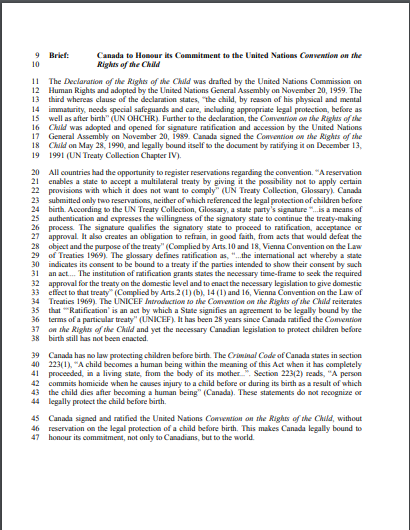 9 Brief: Canada to Honour its Commitment to the United Nations Convention on the
10 Rights of the Child
11 The Declaration of the Rights of the Child was drafted by the United Nations Commission on
12 Human Rights and adopted by the United Nations General Assembly on November 20, 1959. The
13 third whereas clause of the declaration states, "the child, by reason of his physical and mental
14 immaturity, needs special safeguards and care, including appropriate legal protection, before as
15 well as after birth" (UN OHCHR). Further to the declaration, the Convention on the Rights of the
16 Child was adopted and opened for signature ratification and accession by the United Nations
17 General Assembly on November 20, 1989. Canada signed the Convention on the Rights of the
18 Child on May 28, 1990, and legally bound itself to the document by ratifying it on December 13,
19 1991 (UN Treaty Collection Chapter IV).
20 All countries had the opportunity to register reservations regarding the convention. "A reservation
21 enables a state to accept a multilateral treaty by giving it the possibility not to apply certain
22 provisions with which it does not want to comply" (UN Treaty Collection, Glossary). Canada
23 submitted only two reservations, neither of which referenced the legal protection of children before
24 birth. According to the UN Treaty Collection, Glossary, a state party's signature "...is a means of
25 authentication and expresses the willingness of the signatory state to continue the treaty-making
26 process. The signature qualifies the signatory state to proceed to ratification, acceptance or
27 approval. It also creates an obligation to refrain, in good faith, from acts that would defeat the
28 object and the purpose of the treaty" (Complied by Arts.10 and 18, Vienna Convention on the Law
29 of Treaties 1969). The glossary defines ratification as, "...the international act whereby a state
30 indicates its consent to be bound to a treaty if the parties intended to show their consent by such
31 an act.... The institution of ratification grants states the necessary time-frame to seek the required
32 approval for the treaty on the domestic level and to enact the necessary legislation to give domestic
33 effect to that treaty" (Complied by Arts.2 (1) (b), 14 (1) and 16, Vienna Convention on the Law of
34 Treaties 1969). The UNICEF Introduction to the Convention on the Rights of the Child reiterates
35 that "'Ratification' is an act by which a State signifies an agreement to be legally bound by the
36 terms of a particular treaty" (UNICEF). It has been 28 years since Canada ratified the Convention
37 on the Rights of the Child and yet the necessary Canadian legislation to protect children before
38 birth still has not been enacted.
39 Canada has no law protecting children before birth. The Criminal Code of Canada states in section
40 223(1), "A child becomes a human being within the meaning of this Act when it has completely
41 proceeded, in a living state, from the body of its mother...". Section 223(2) reads, "A person
42 commits homicide when he causes injury to a child before or during its birth as a result of which
43 the child dies after becoming a human being" (Canada). These statements do not recognize or
44 legally protect the child before birth.
45 Canada signed and ratified the United Nations Convention on the Rights of the Child, without
46 reservation on the legal protection of a child before birth. This makes Canada legally bound to
47 honour its commitment, not only to Canadians, but to the world.